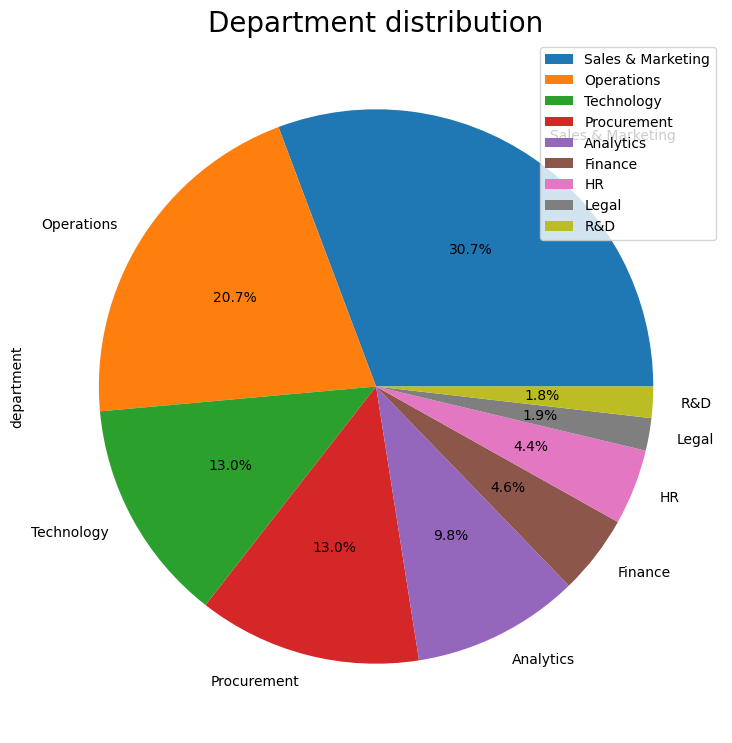 Department distribution
Sales & Marketing
Operations
Technology
Procurement
Analytics
Finance
HR
Legal
R&D
Sales & Marketing
30.7%
Operations
20.7%
department
Technology
13.0%
Procurement
13.0%
Analytics
9.8%
Finance
4.6%
HR
4.4%
Legal
1.9%
R&D
1.8%